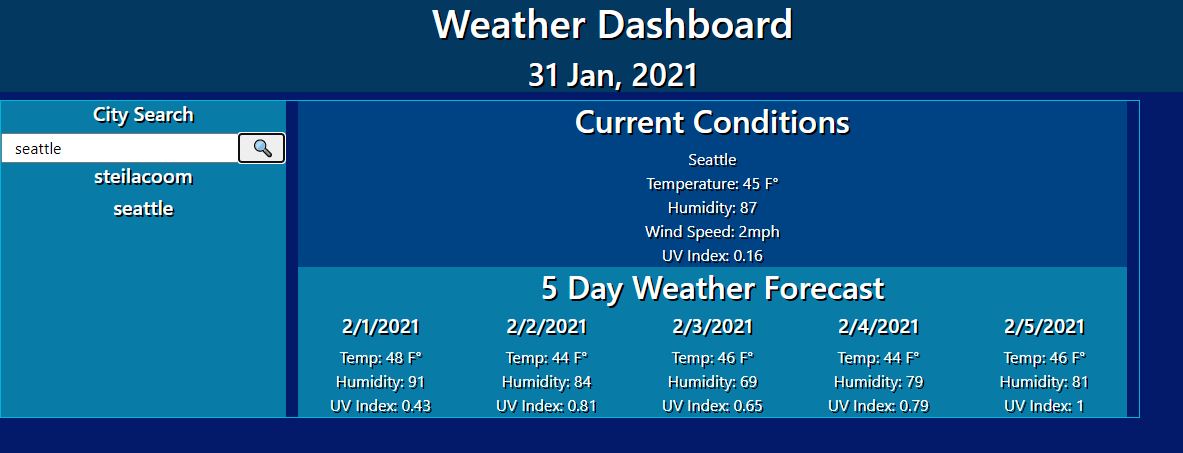 Weather Dashboard
31 Jan, 2021
City Search
seattle
steilacoom
seattle
Current Conditions
Seattle
Temperature: 45 F°
Humidity: 87
Wind Speed: 2mph
UV Index: 0.16
5 Day Weather Forecast
2/1/2021 2/2/2021 2/3/2021 2/4/2021 2/5/2021
Temp: 48 F° Temp: 44 F° Temp: 46 F° Temp: 44 F° Temp: 46 F°
Humidity: 91 Humidity: 84 Humidity: 69 Humidity: 79 Humidity: 81
UV Index: 0.43 UV Index: 0.81 UV Index: 0.65 UV Index: 0.79 UV Index: 1